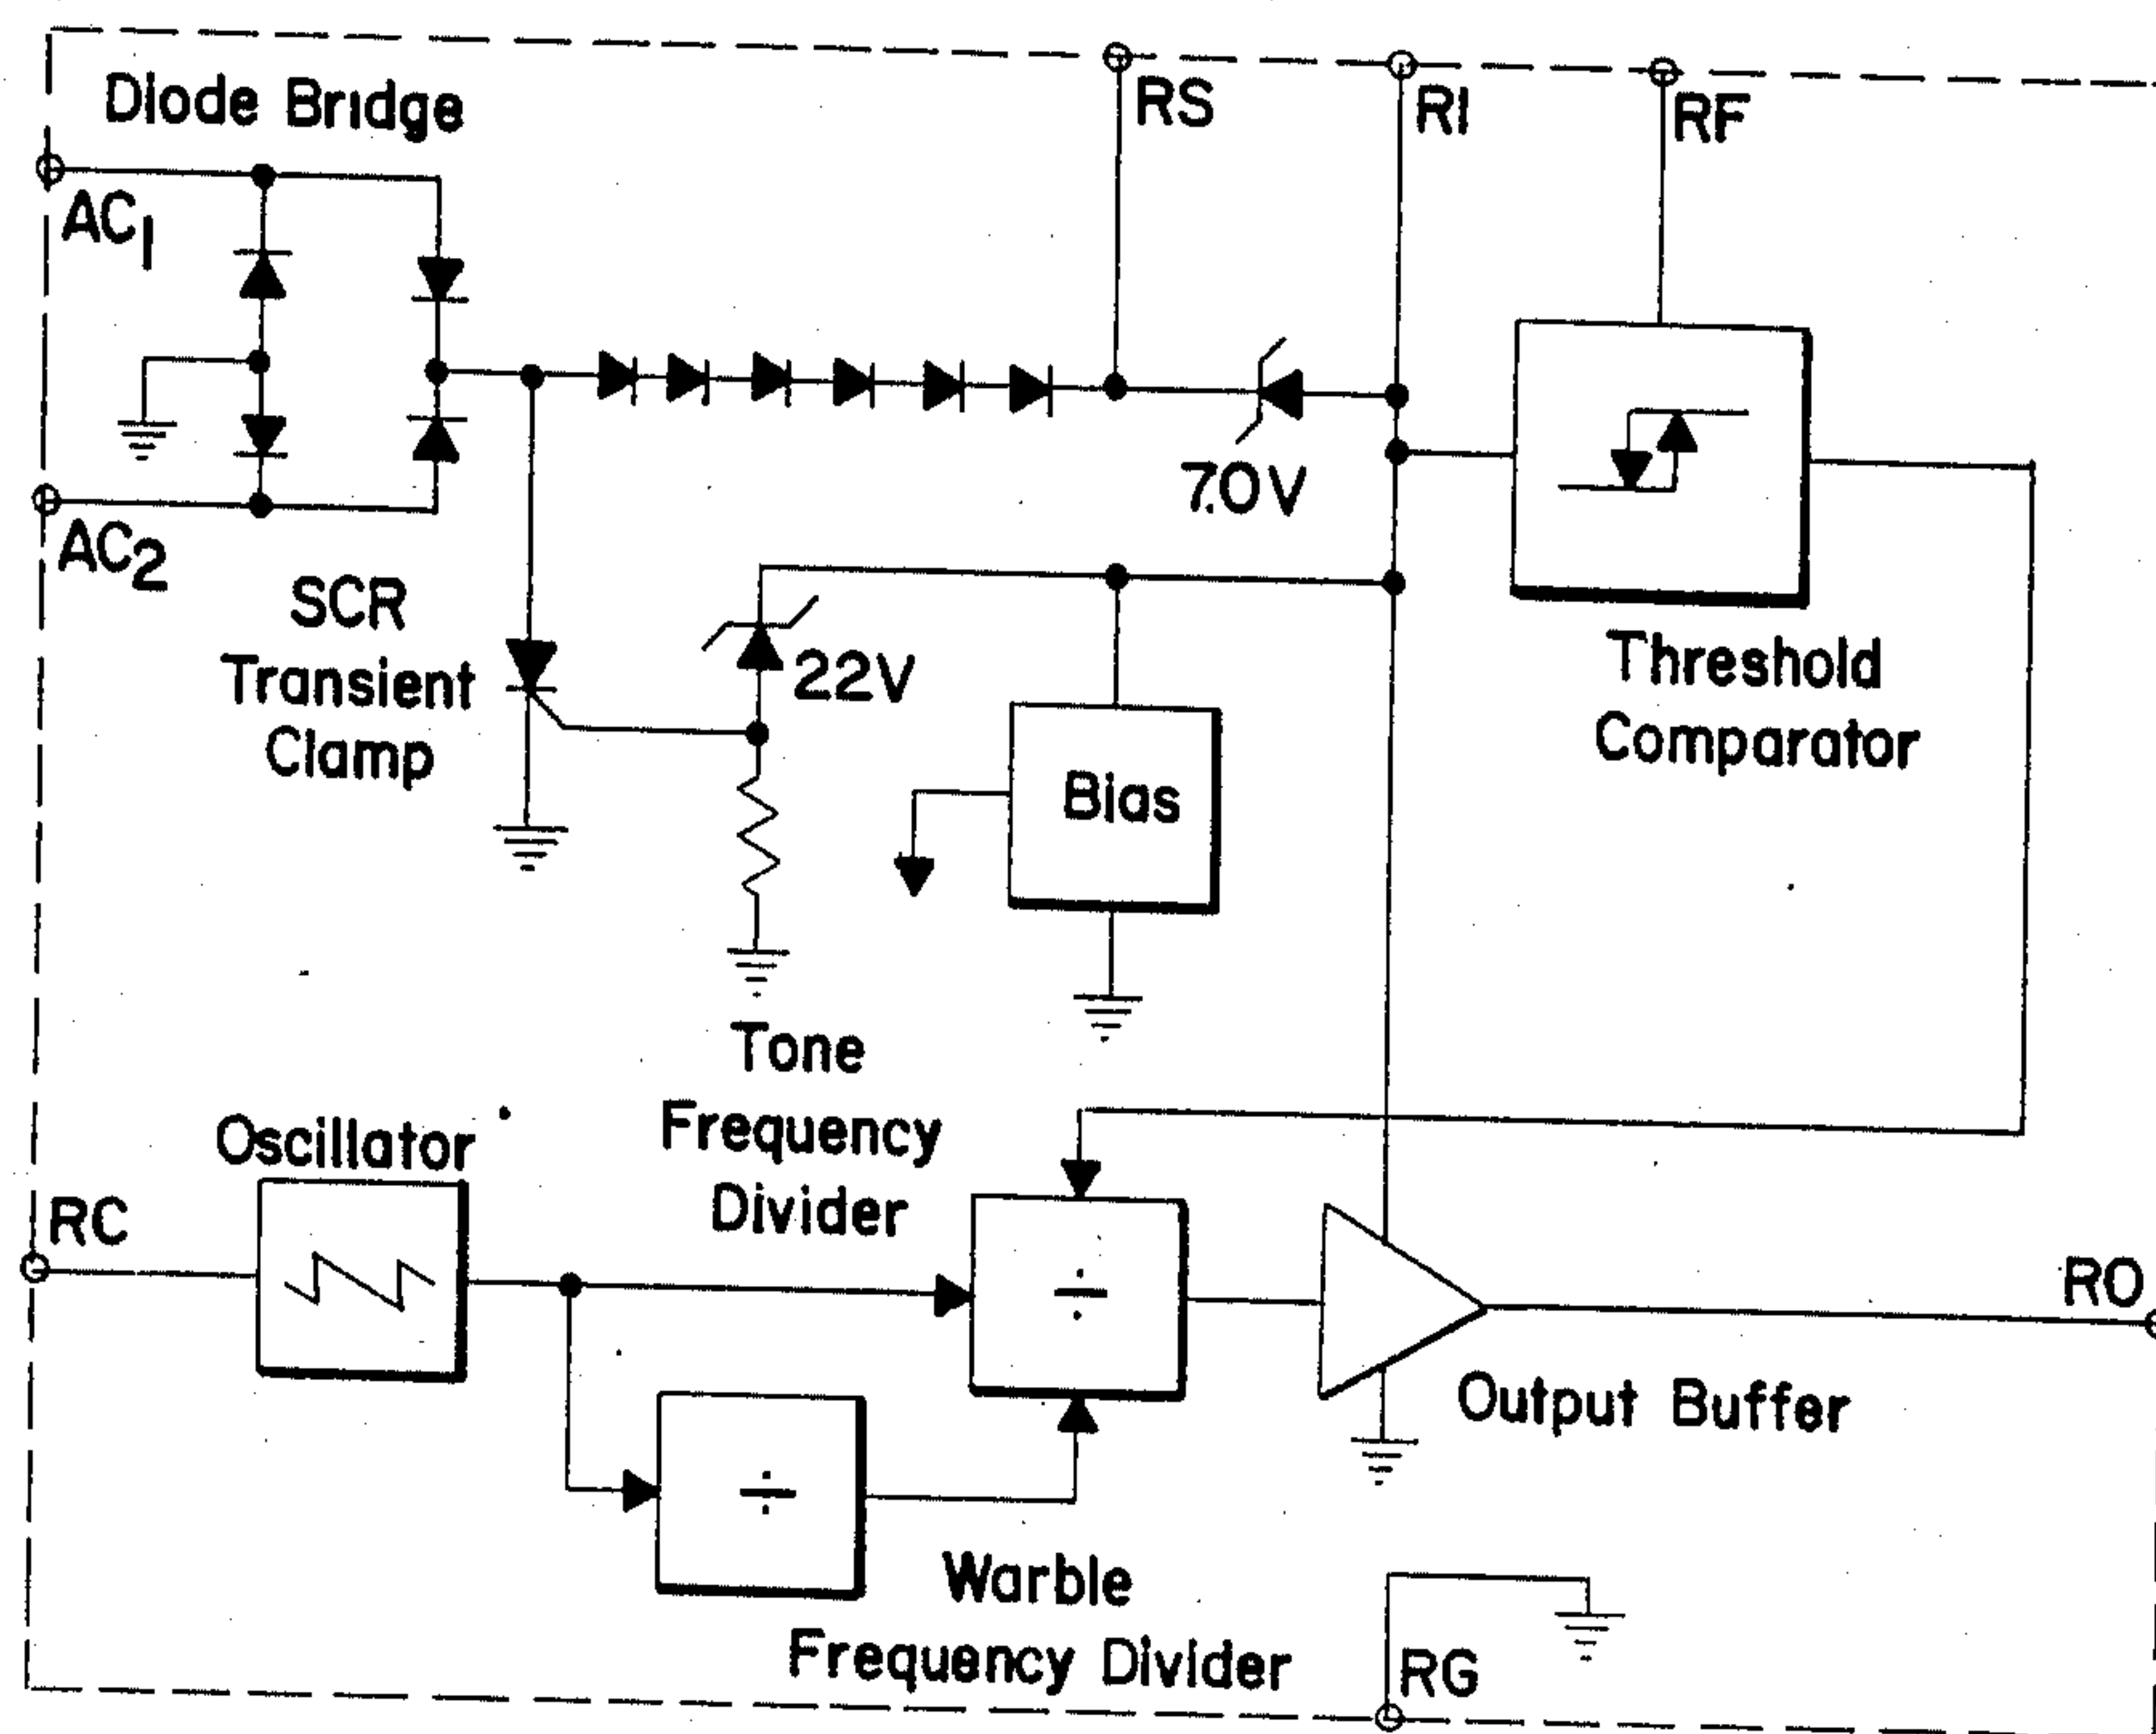 Diode Bridge
RS
RI
RF
AC1
AC2
7.0V
SCR
Transient
Clamp
22V
Threshold
Comparator
Bias
Tone
Frequency
Divider
Oscillator
RC
÷
RO
Output Buffer
÷
Warble
Frequency Divider
RG